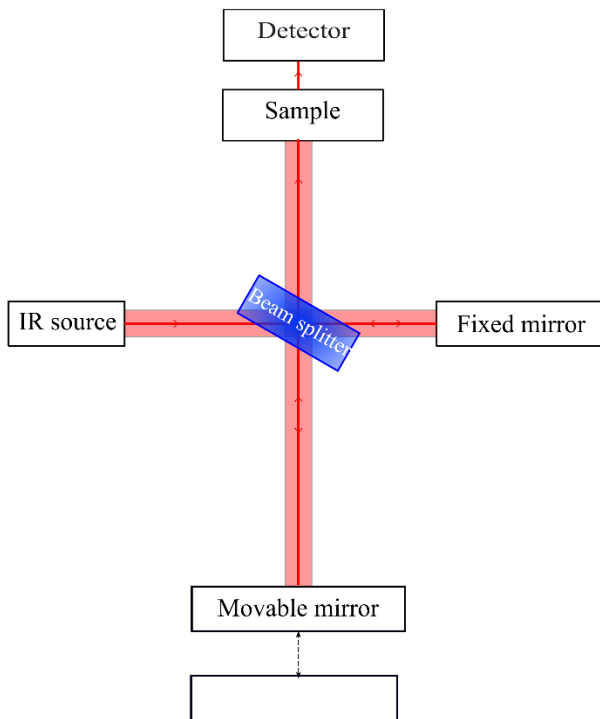 Detector
Sample
Beam splitter
IR source
Fixed mirror
Movable mirror